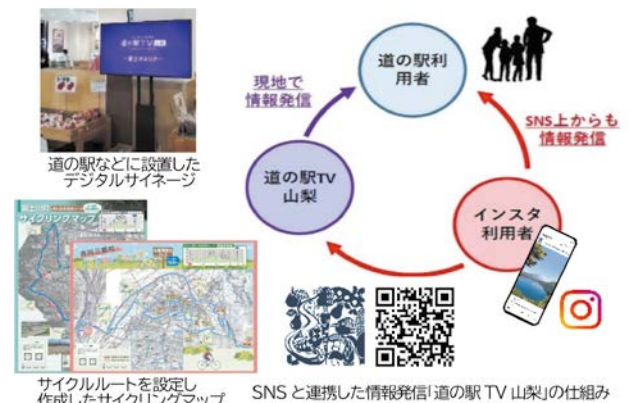 道の駅TV 山梨
道の駅などに設置した
デジタルサイネージ
サイクリングマップ
サイクルルートを設定し
作成したサイクリングマップ
道の駅利
用者
現地で
情報発信
SNS上からも
情報発信
道の駅TV
山梨
インスタ
利用者
SNSと連携した情報発信「道の駅TV山梨」の仕組み